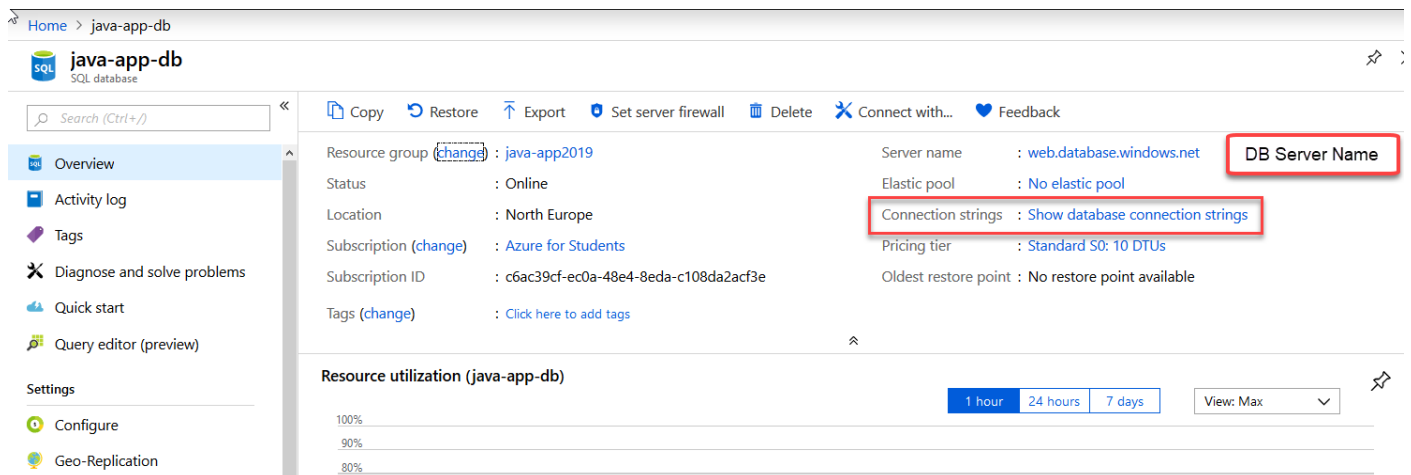 Home > java-app-db
java-app-db
SQL database
SQL
Search (Ctrl+/)
Overview
Activity log
Tags
Diagnose and solve problems
Quick start
Query editor (preview)
Settings
Configure
Geo-Replication
Copy Restore Export Set server firewall Delete Connect with... Feedback
Resource group (change) : java-app2019
Status : Online
Location : North Europe
Subscription (change) : Azure for Students
Subscription ID : c6ac39cf-ec0a-48e4-8eda-c108da2acf3e
Tags (change) : Click here to add tags
Server name : web.database.windows.net
DB Server Name
Elastic pool : No elastic pool
Connection strings : Show database connection strings
Pricing tier : Standard S0: 10 DTUs
Oldest restore point : No restore point available
Resource utilization (java-app-db)
1 hour 24 hours 7 days View: Max
100%
90%
80%